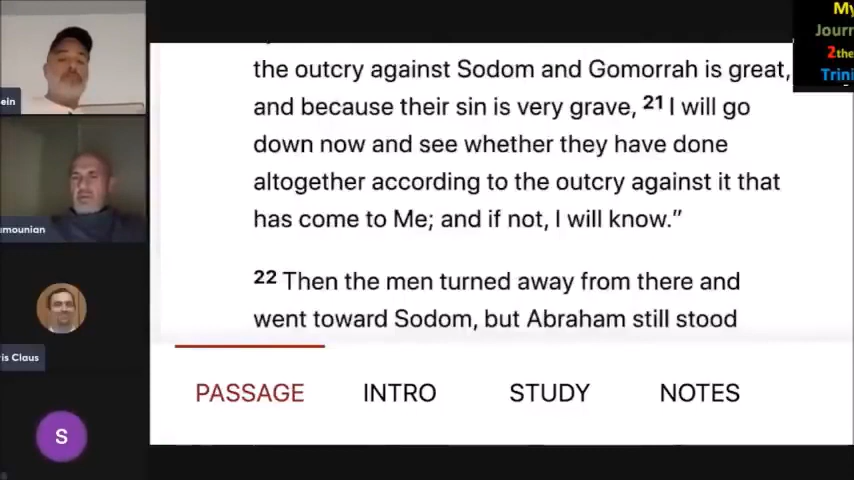 My
Journ
2the
Trini
ein
the outcry against Sodom and Gomorrah is great,
and because their sin is very grave, 21 I will go
down now and see whether they have done
altogether according to the outcry against it that
has come to Me; and if not, I will know.”
22 Then the men turned away from there and
went toward Sodom, but Abraham still stood
amounian
is Claus
S
PASSAGE INTRO STUDY NOTES